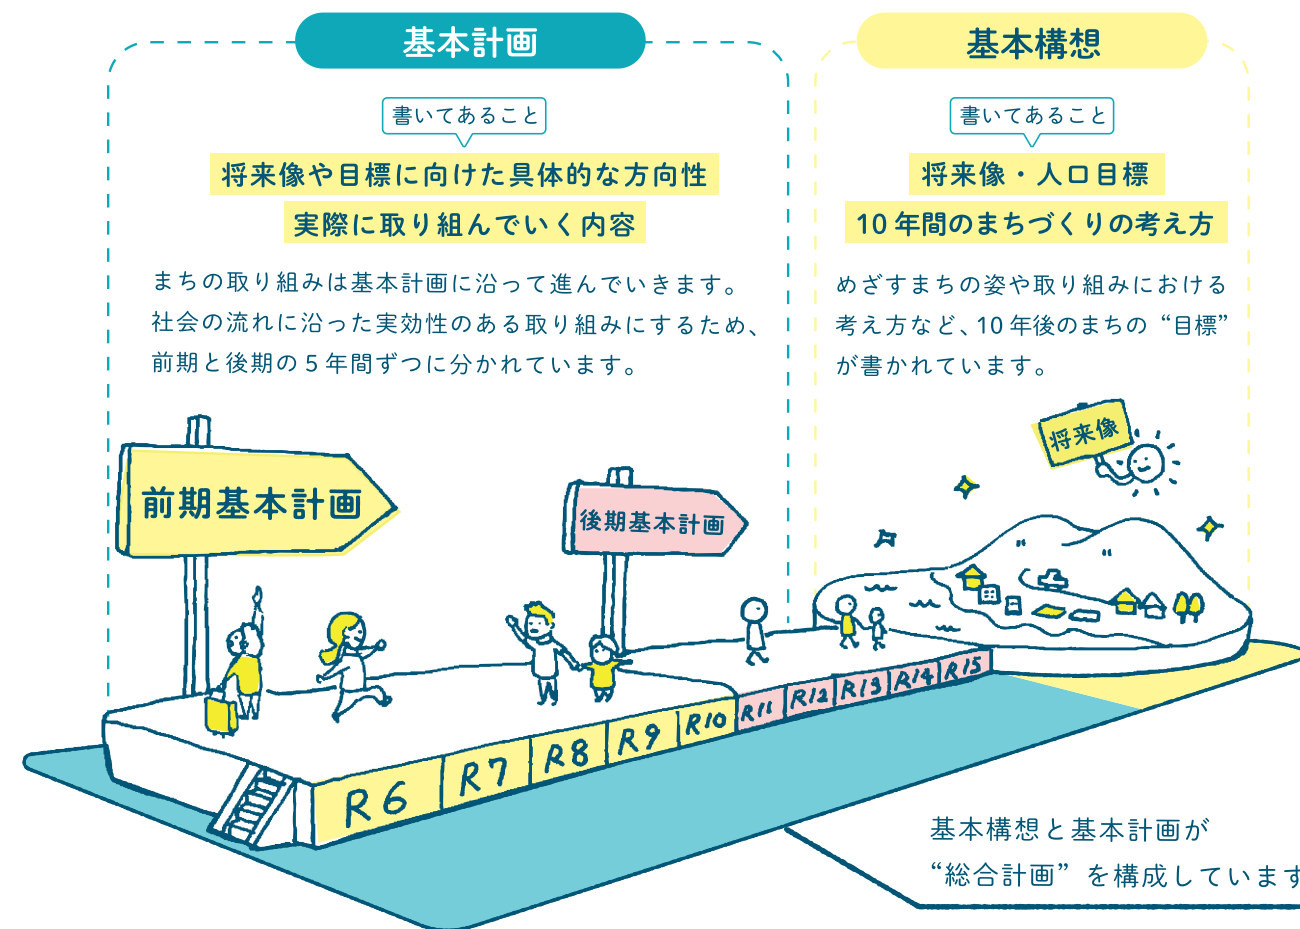 基本計画
書いてあること
将来像や目標に向けた具体的な方向性
実際に取り組んでいく内容
まちの取り組みは基本計画に沿って進んでいきます。
社会の流れに沿った実効性のある取り組みにするため、
前期と後期の5年間ずつに分かれています。
基本構想
書いてあること
将来像・人口目標
10年間のまちづくりの考え方
めざすまちの姿や取り組みにおける
考え方など、10年後のまちの“目標”
が書かれています。
将来像
前期基本計画
後期基本計画
R6
R7
R8
R9
R10
R11
R12
R13
R14
R15
基本構想と基本計画が
“総合計画”を構成しています